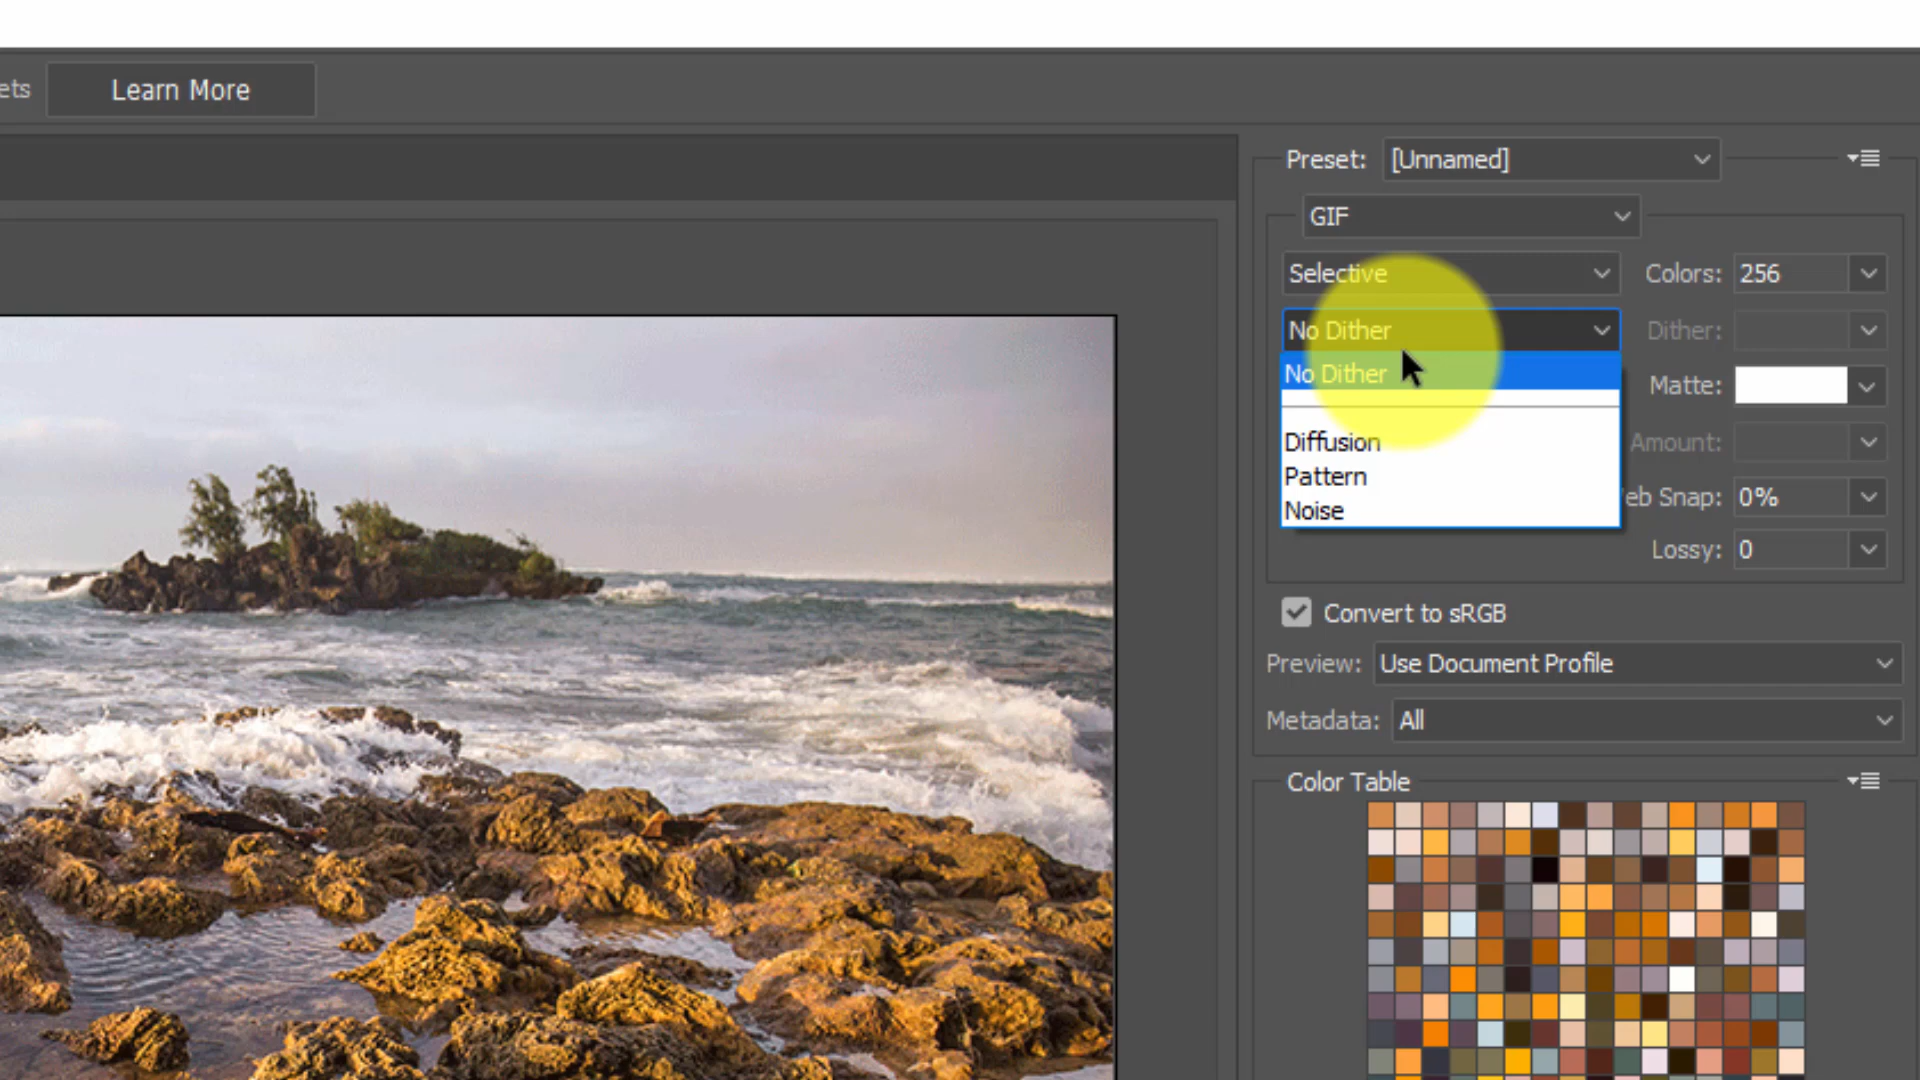 ets Learn More
Preset: [Unnamed]
GIF
Selective Colors: 256
No Dither Dither:
No Dither Matte:
Diffusion Amount:
Pattern
eb Snap: 0%
Noise
Lossy: 0
Convert to sRGB
Preview: Use Document Profile
Metadata: All
Color Table